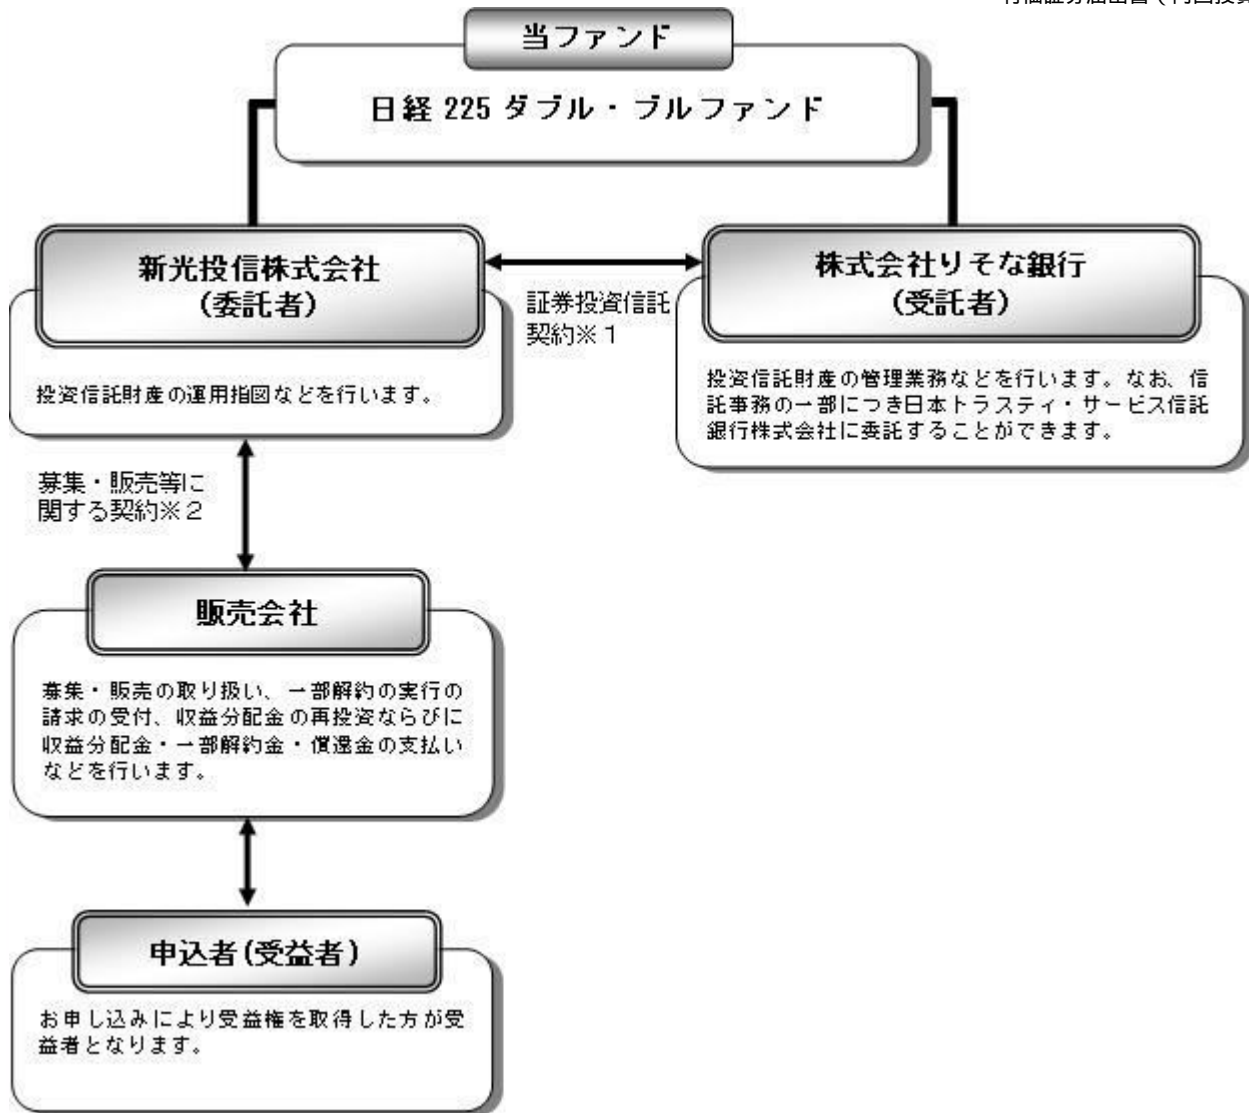 当ファンド
日経 225 ダブル・ブルファンド
新光投信株式会社
(委託者)
投資信託財産の運用指図などを行います。
証券投資信託
契約※1
株式会社りそな銀行
(受託者)
投資信託財産の管理業務などを行います。なお、信
託事務の一部につき日本トラスティ・サービス信託
銀行株式会社に委託することができます。
募集・販売等に
関する契約※2
販売会社
募集・販売の取り扱い、一部解約の実行の
請求の受付、収益分配金の再投資ならびに
収益分配金・一部解約金・償還金の支払い
などを行います。
申込者(受益者)
お申し込みにより受益権を取得した方が受
益者となります。